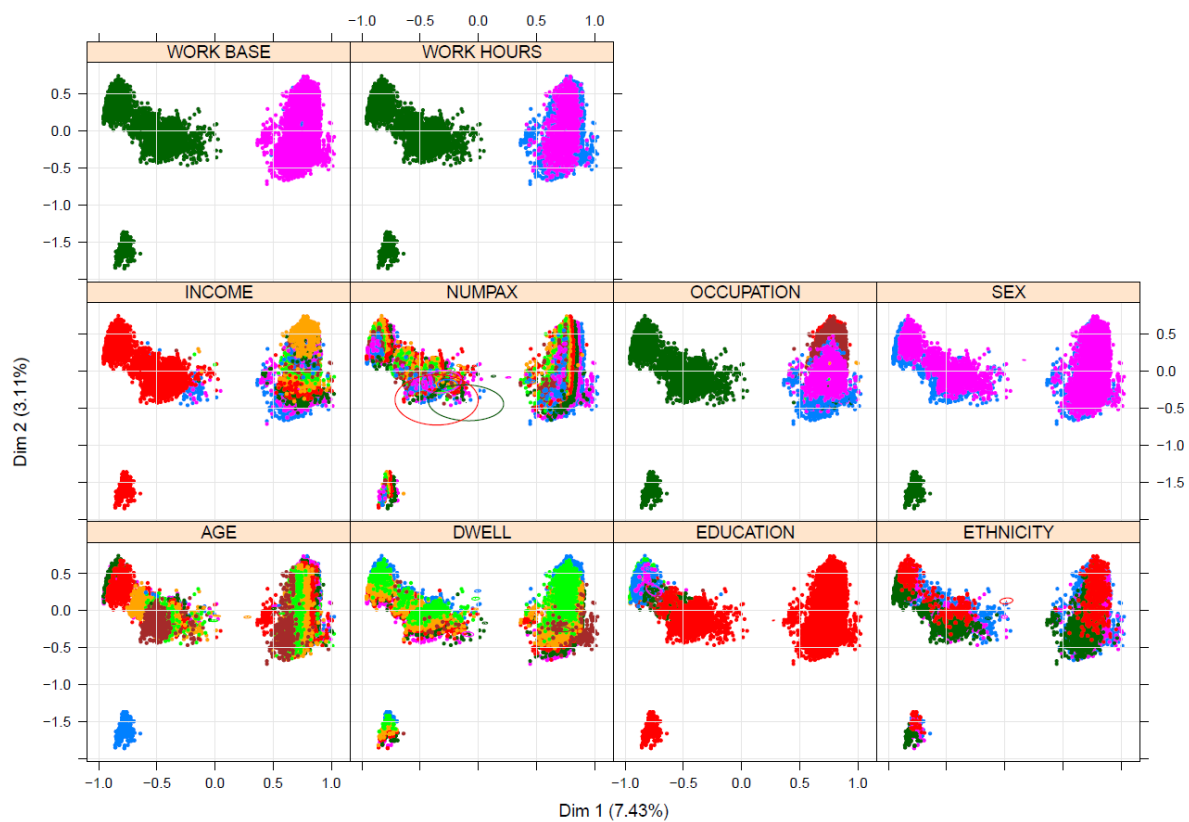 −1.0 −0.5 0.0 0.5 1.0
WORK BASE WORK HOURS
0.5
0.0
−0.5
−1.0
−1.5
INCOME NUMPAX OCCUPATION SEX
0.5
0.0
−0.5
−1.0
−1.5
AGE DWELL EDUCATION ETHNICITY
0.5
0.0
−0.5
−1.0
−1.5
−1.0 −0.5 0.0 0.5 1.0 −1.0 −0.5 0.0 0.5 1.0
Dim 1 (7.43%)
Dim 2 (3.11%)